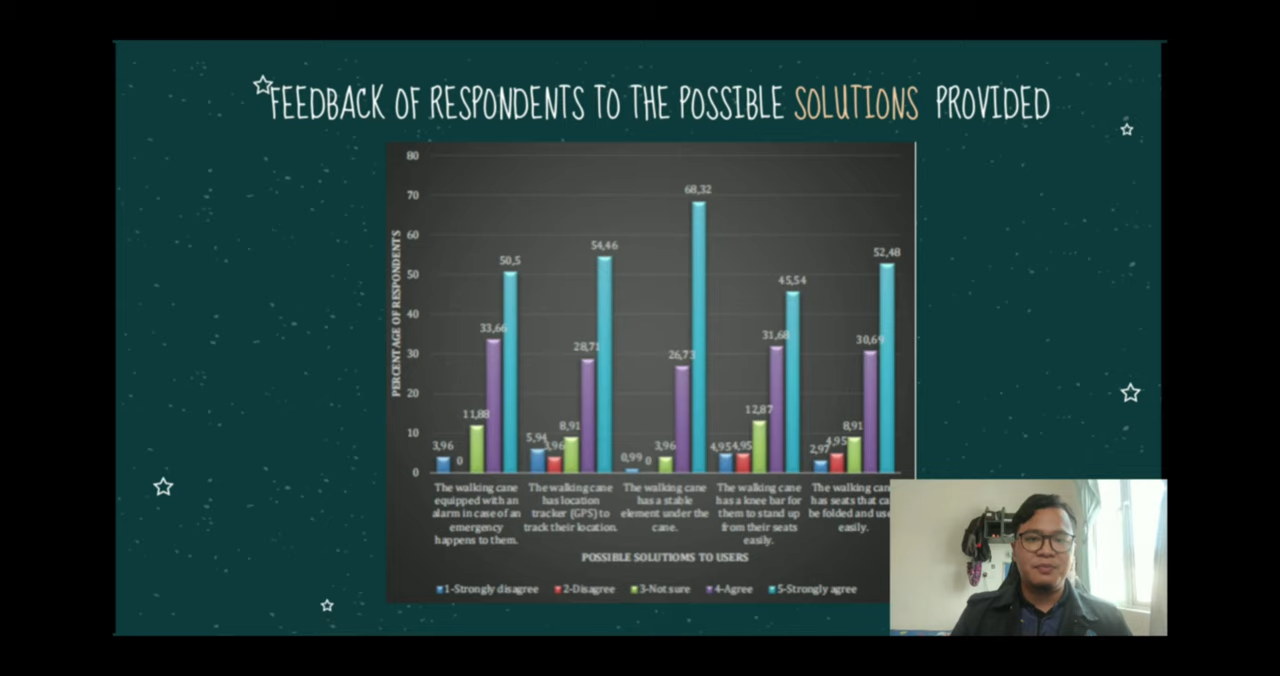 FEEDBACK OF RESPONDENTS TO THE POSSIBLE SOLUTIONS PROVIDED
80
70
60
50
40
30
20
10
0
PERCENTAGE OF RESPONDENTS
3,96
0
11,88
33,66
50,5
5,94
3,96
8,91
28,71
54,46
0,99
0
3,96
26,73
68,32
4,95
4,95
12,87
31,68
45,54
2,97
4,95
8,91
30,69
52,48
The walking cane
equipped with an
alarm in case of an
emergency
happens to them.
The walking cane
has location
tracker (GPS) to
track their location.
The walking cane
has a stable
element under the
cane.
The walking cane
has a knee bar for
them to stand up
from their seats
easily.
The walking
has seats that
be folded and
easily.
POSSIBLE SOLUTIOMS TO USERS
1-Strongly disagree
2-Disagree
3-Not sure
4-Agree
5-Strongly agree